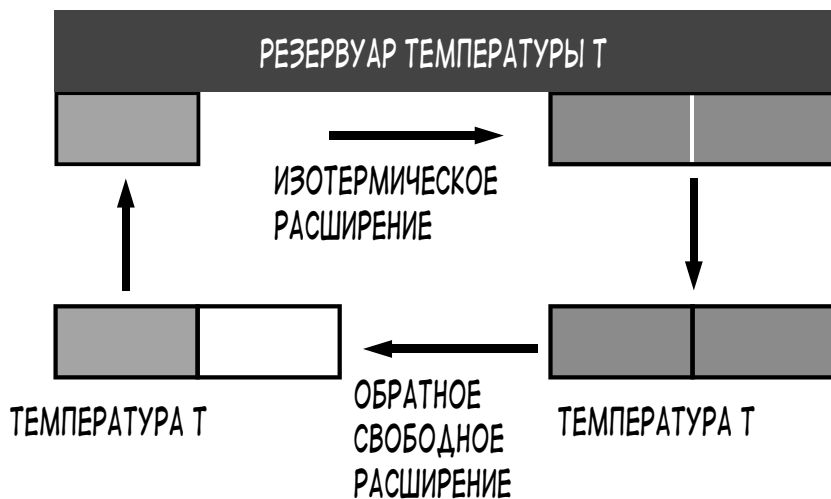 РЕЗЕРВУАР ТЕМПЕРАТУРЫ Т
ИЗОТЕРМИЧЕСКОЕ
РАСШИРЕНИЕ
ТЕМПЕРАТУРА Т
ОБРАТНОЕ
СВОБОДНОЕ
РАСШИРЕНИЕ
ТЕМПЕРАТУРА Т